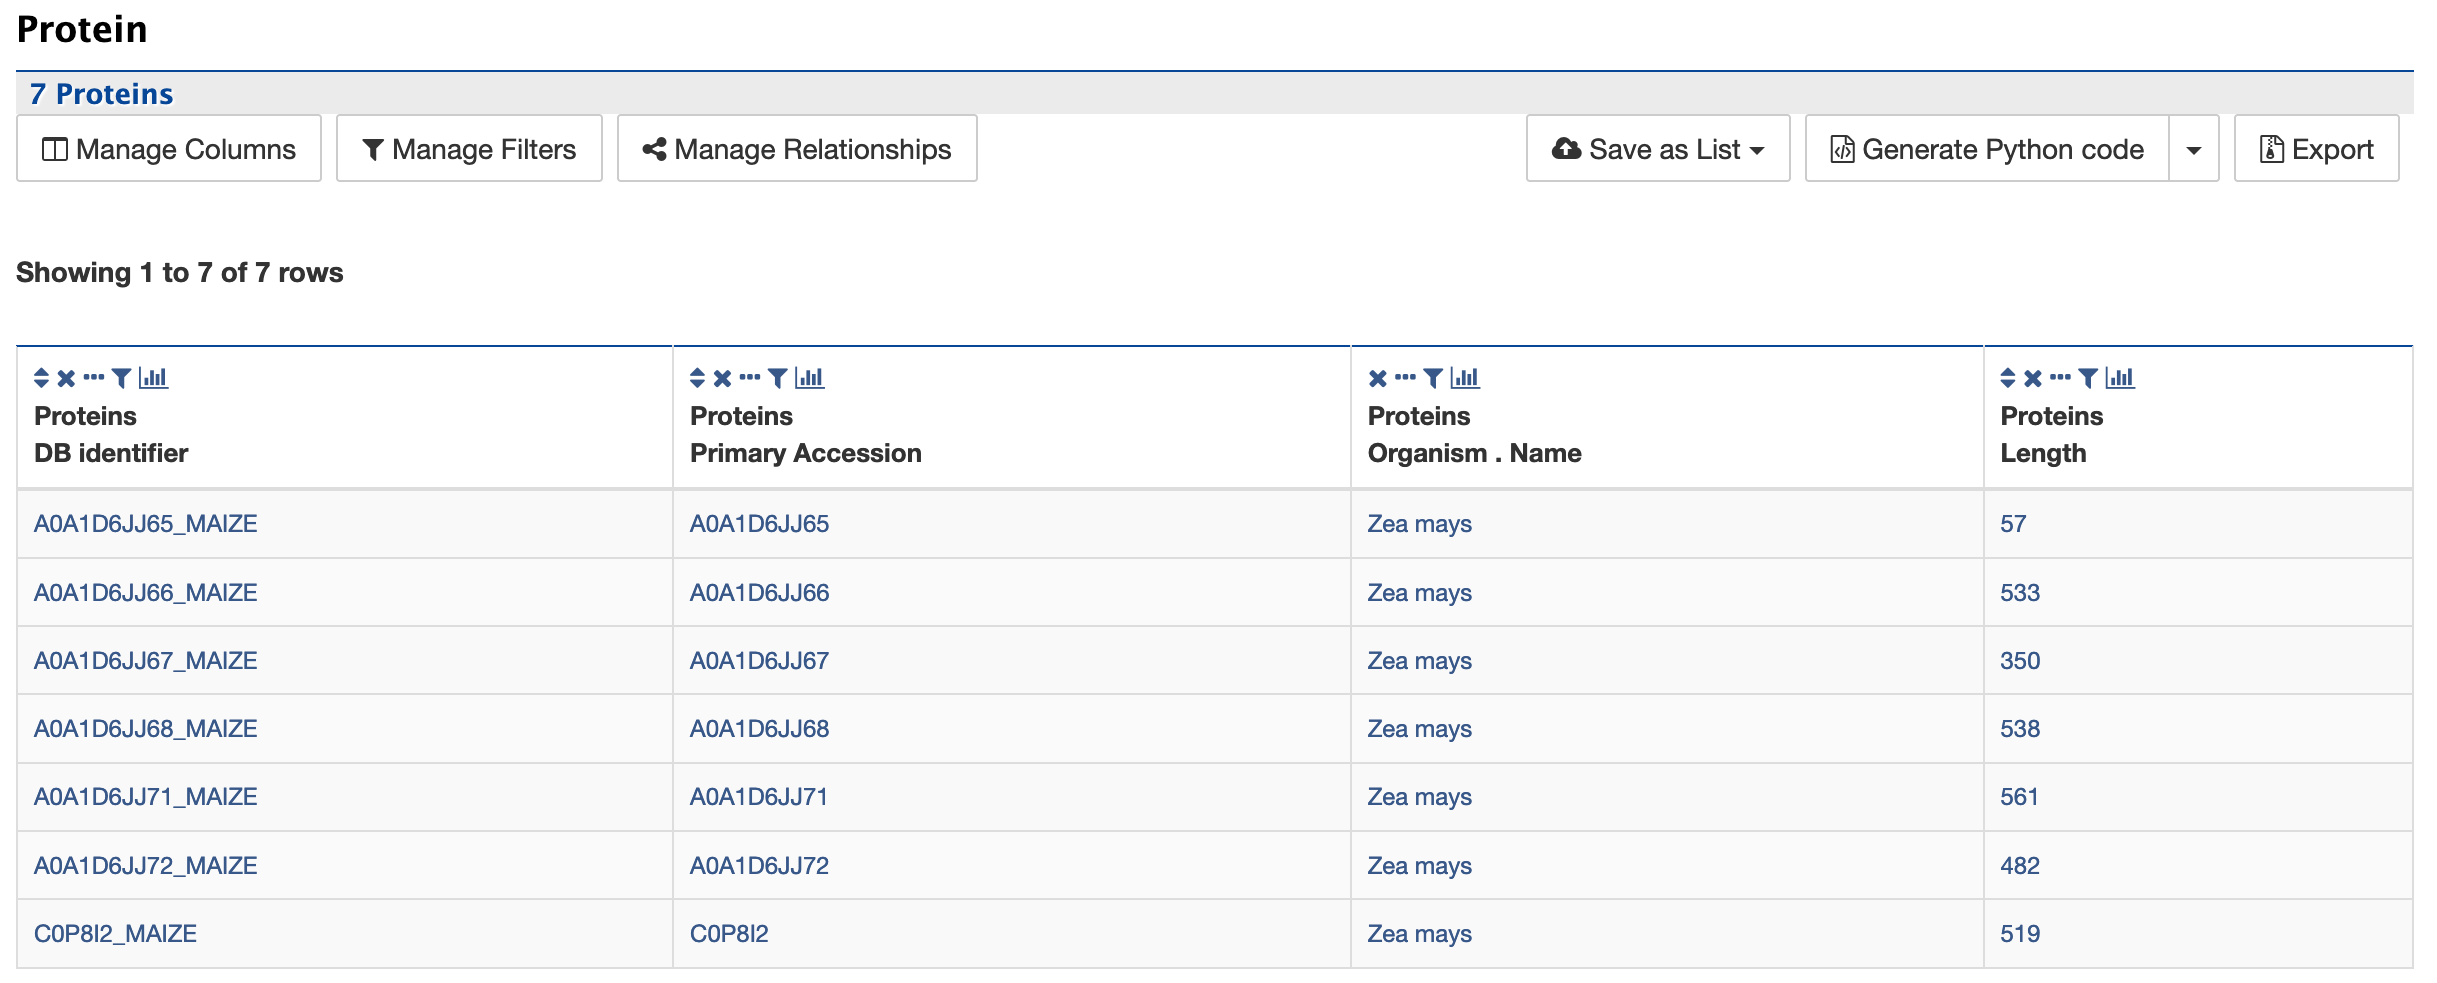 Protein
7 Proteins
Manage Columns Manage Filters Manage Relationships Save as List Generate Python code Export
Showing 1 to 7 of 7 rows
Proteins Proteins Proteins Proteins
DB identifier Primary Accession Organism . Name Length
A0A1D6JJ65_MAIZE A0A1D6JJ65 Zea mays 57
A0A1D6JJ66_MAIZE A0A1D6JJ66 Zea mays 533
A0A1D6JJ67_MAIZE A0A1D6JJ67 Zea mays 350
A0A1D6JJ68_MAIZE A0A1D6JJ68 Zea mays 538
A0A1D6JJ71_MAIZE A0A1D6JJ71 Zea mays 561
A0A1D6JJ72_MAIZE A0A1D6JJ72 Zea mays 482
C0P8I2_MAIZE C0P8I2 Zea mays 519